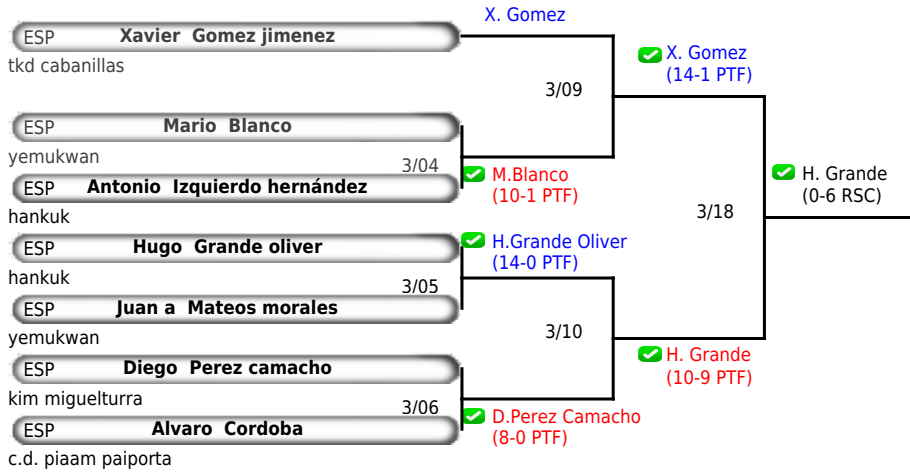 X. Gomez
ESP Xavier Gomez jimenez
tkd cabanillas
X. Gomez
(14-1 PTF)
3/09
ESP Mario Blanco
yemukwan
3/04
M.Blanco
(10-1 PTF)
ESP Antonio Izquierdo hernández
hankuk
H. Grande
(0-6 RSC)
3/18
ESP Hugo Grande oliver
hankuk
H.Grande Oliver
(14-0 PTF)
3/05
ESP Juan a Mateos morales
yemukwan
3/10
H. Grande
(10-9 PTF)
ESP Diego Perez camacho
kim miguelturra
3/06
D.Perez Camacho
(8-0 PTF)
ESP Alvaro Cordoba
c.d. piaam paiporta